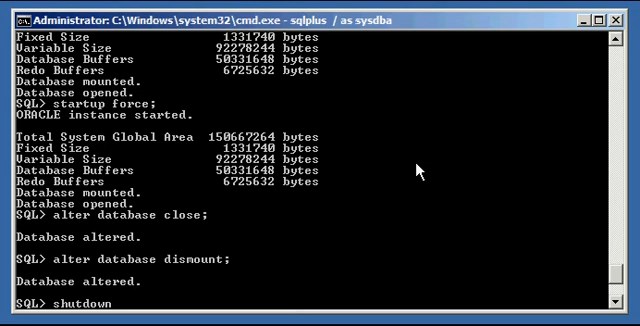 Administrator: C:\Windows\system32\cmd.exe - sqlplus / as sysdba
Fixed Size                  1331740 bytes
Variable Size              92278244 bytes
Database Buffers           50331648 bytes
Redo Buffers                6725632 bytes
Database mounted.
Database opened.
SQL> startup force;
ORACLE instance started.

Total System Global Area  150667264 bytes
Fixed Size                  1331740 bytes
Variable Size              92278244 bytes
Database Buffers           50331648 bytes
Redo Buffers                6725632 bytes
Database mounted.
Database opened.
SQL> alter database close;

Database altered.

SQL> alter database dismount;

Database altered.

SQL> shutdown